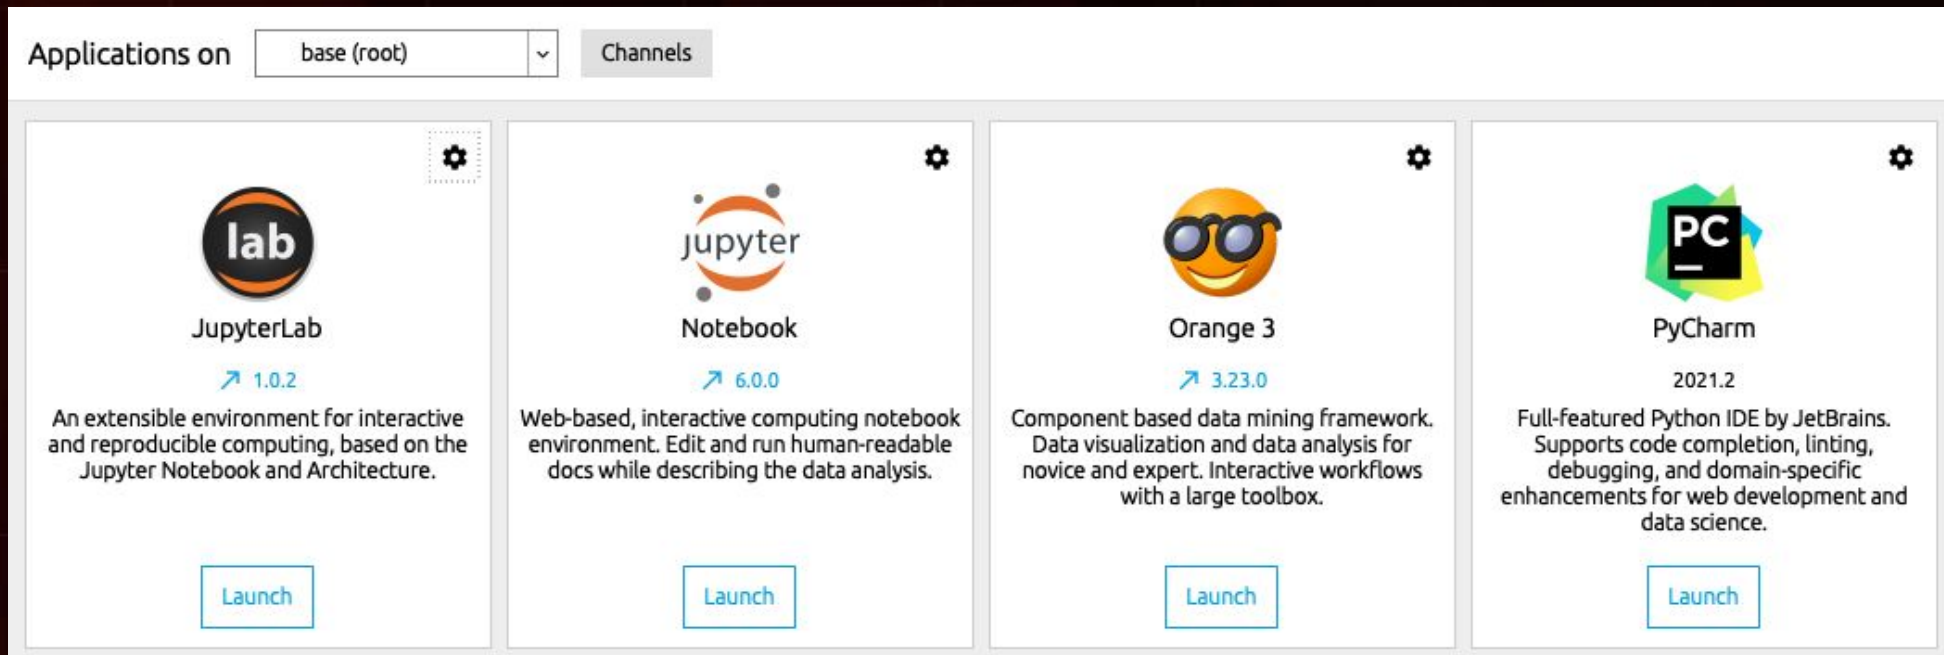 Applications on base (root) Channels
lab
JupyterLab
1.0.2
An extensible environment for interactive
and reproducible computing, based on the
Jupyter Notebook and Architecture.
Launch
jupyter
Notebook
6.0.0
Web-based, interactive computing notebook
environment. Edit and run human-readable
docs while describing the data analysis.
Launch
Orange 3
3.23.0
Component based data mining framework.
Data visualization and data analysis for
novice and expert. Interactive workflows
with a large toolbox.
Launch
PC
PyCharm
2021.2
Full-featured Python IDE by JetBrains.
Supports code completion, linting,
debugging, and domain-specific
enhancements for web development and
data science.
Launch